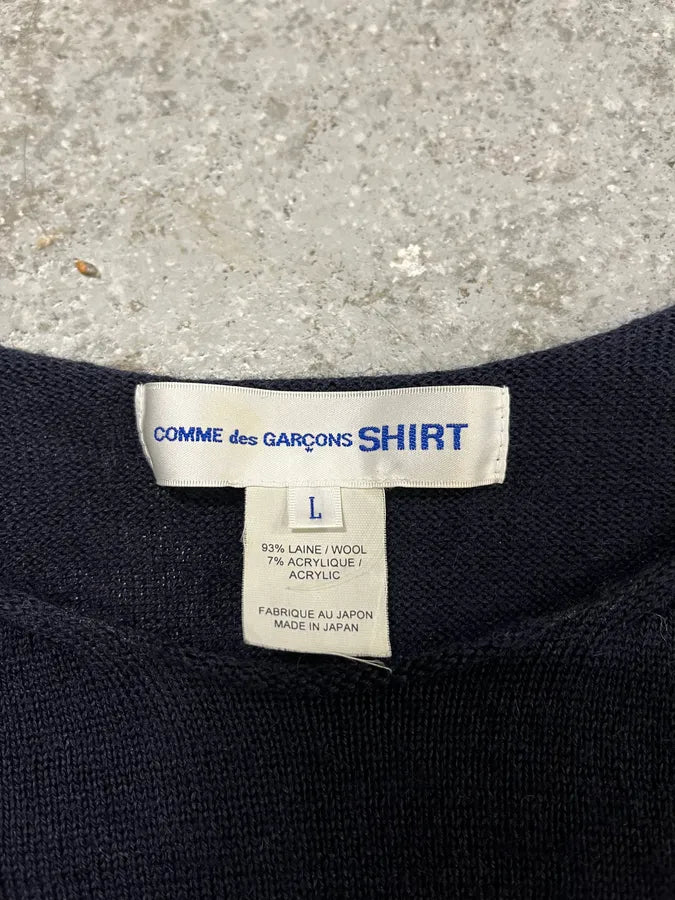 COMME des GARÇONS SHIRT
L
93% LAINE / WOOL
7% ACRYLIQUE /
ACRYLIC
FABRIQUE AU JAPON
MADE IN JAPAN